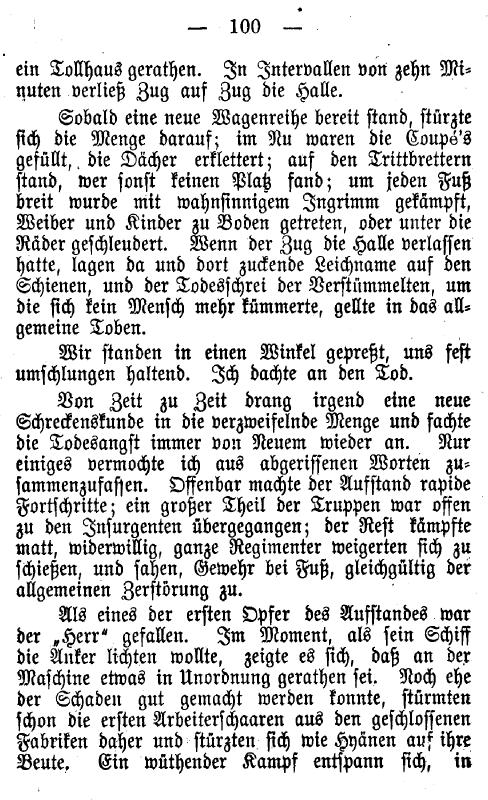 — 100 —
ein Tollhaus gerathen. In Intervallen von zehn Mi-
nuten verließ Zug auf Zug die Halle.
Sobald eine neue Wagenreihe bereit stand, stürzte
sich die Menge darauf; im Nu waren die Coupé's
gefüllt, die Dächer erklettert; auf den Trittbrettern
stand, wer sonst keinen Platz fand; um jeden Fuß
breit wurde mit wahnsinnigem Ingrimm gekämpft,
Weiber und Kinder zu Boden getreten, oder unter die
Räder geschleudert. Wenn der Zug die Halle verlassen
hatte, lagen da und dort zuckende Leichname auf den
Schienen, und der Todesschrei der Verstümmelten, um
die sich kein Mensch mehr kümmerte, gellte in das all-
gemeine Toben.
Wir standen in einen Winkel gepreßt, uns fest
umschlungen haltend. Ich dachte an den Tod.
Von Zeit zu Zeit drang irgend eine neue
Schreckenskunde in die verzweifelnde Menge und fachte
die Todesangst immer von Neuem wieder an. Nur
einiges vermochte ich aus abgerissenen Worten zu-
sammenzufassen. Offenbar machte der Aufstand rapide
Fortschritte; ein großer Theil der Truppen war offen
zu den Insurgenten übergegangen; der Rest kämpfte
matt, widerwillig, ganze Regimenter weigerten sich zu
schießen, und sahen, Gewehr bei Fuß, gleichgültig der
allgemeinen Zerstörung zu.
Als eines der ersten Opfer des Aufstandes war
der „Herr“ gefallen. Im Moment, als sein Schiff
die Anker lichten wollte, zeigte es sich, daß an der
Maschine etwas in Unordnung gerathen sei. Noch ehe
der Schaden gut gemacht werden konnte, stürmten
schon die ersten Arbeiterschaaren aus den geschlossenen
Fabriken daher und stürzten sich wie Hyänen auf ihre
Beute. Ein wüthender Kampf entspann sich, in